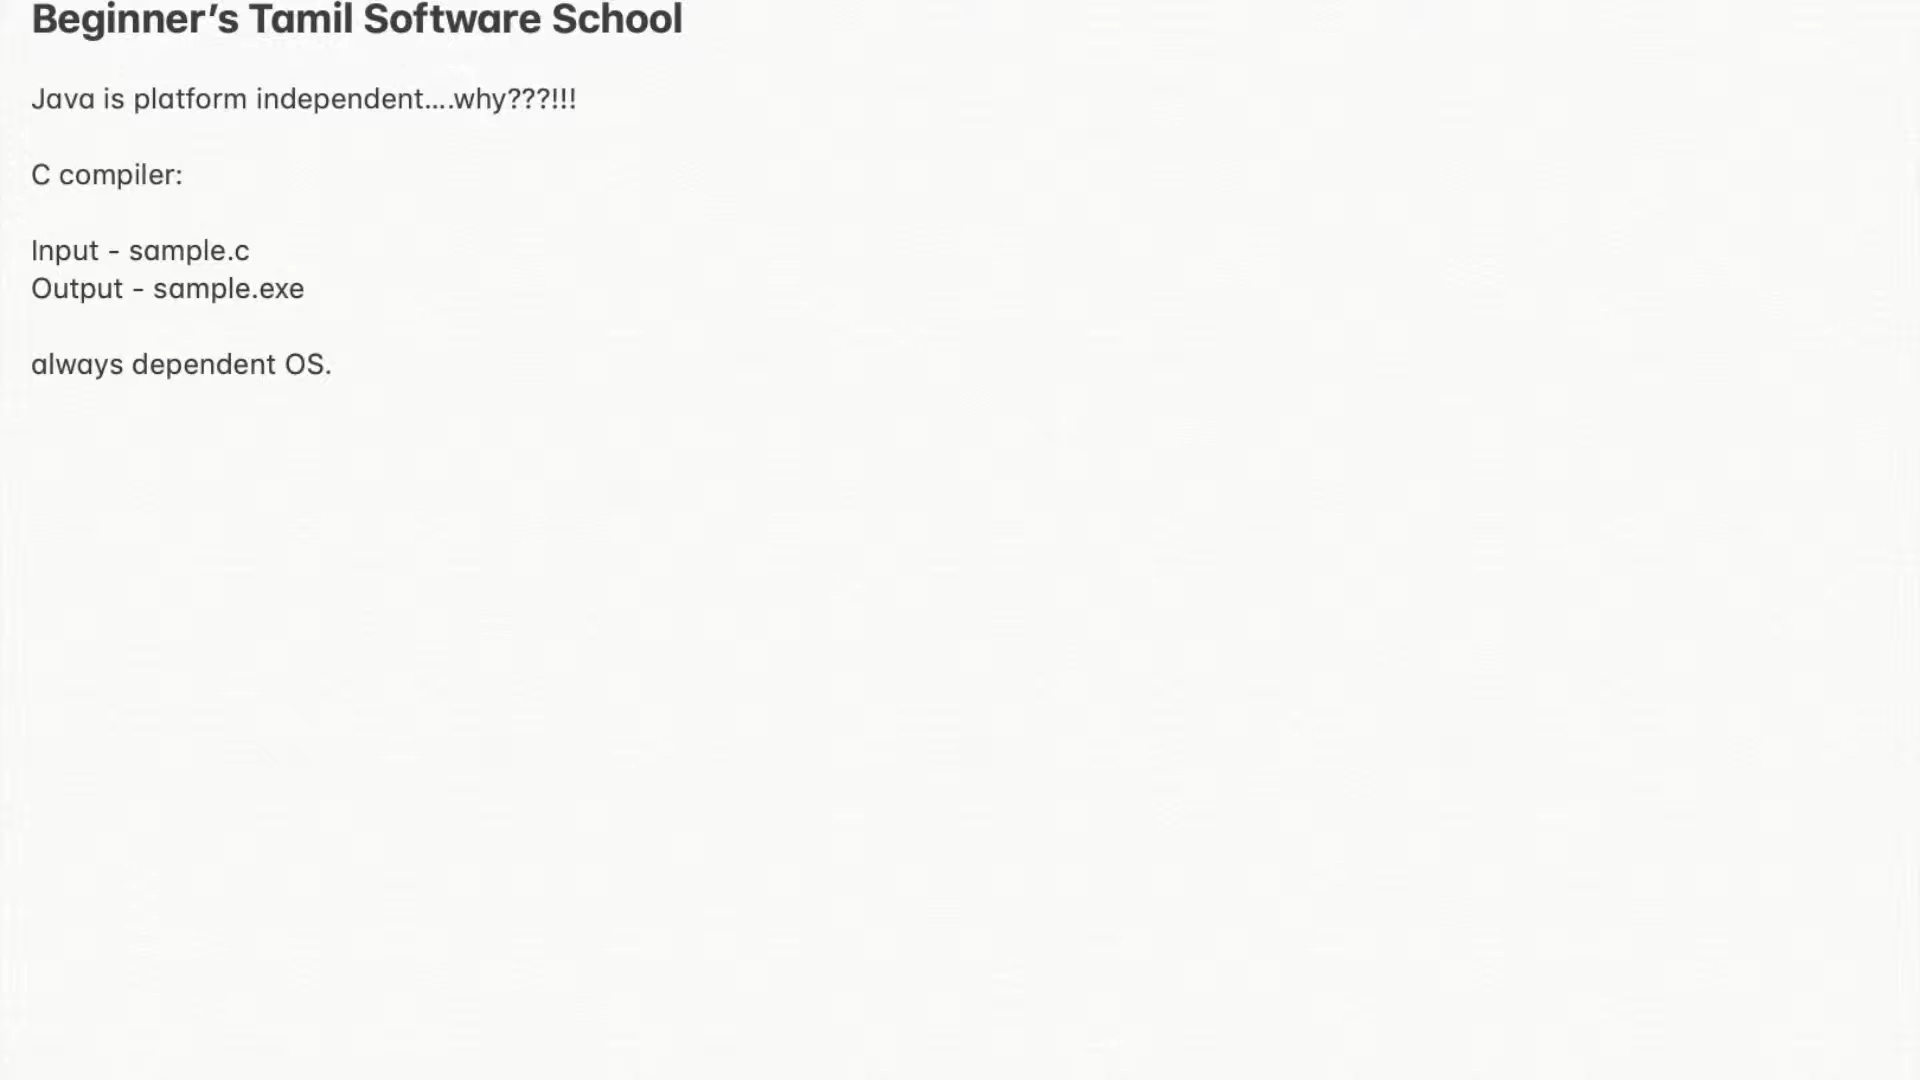 Beginner’s Tamil Software School
Java is platform independent....why???!!!
C compiler:
Input - sample.c
Output - sample.exe
always dependent OS.